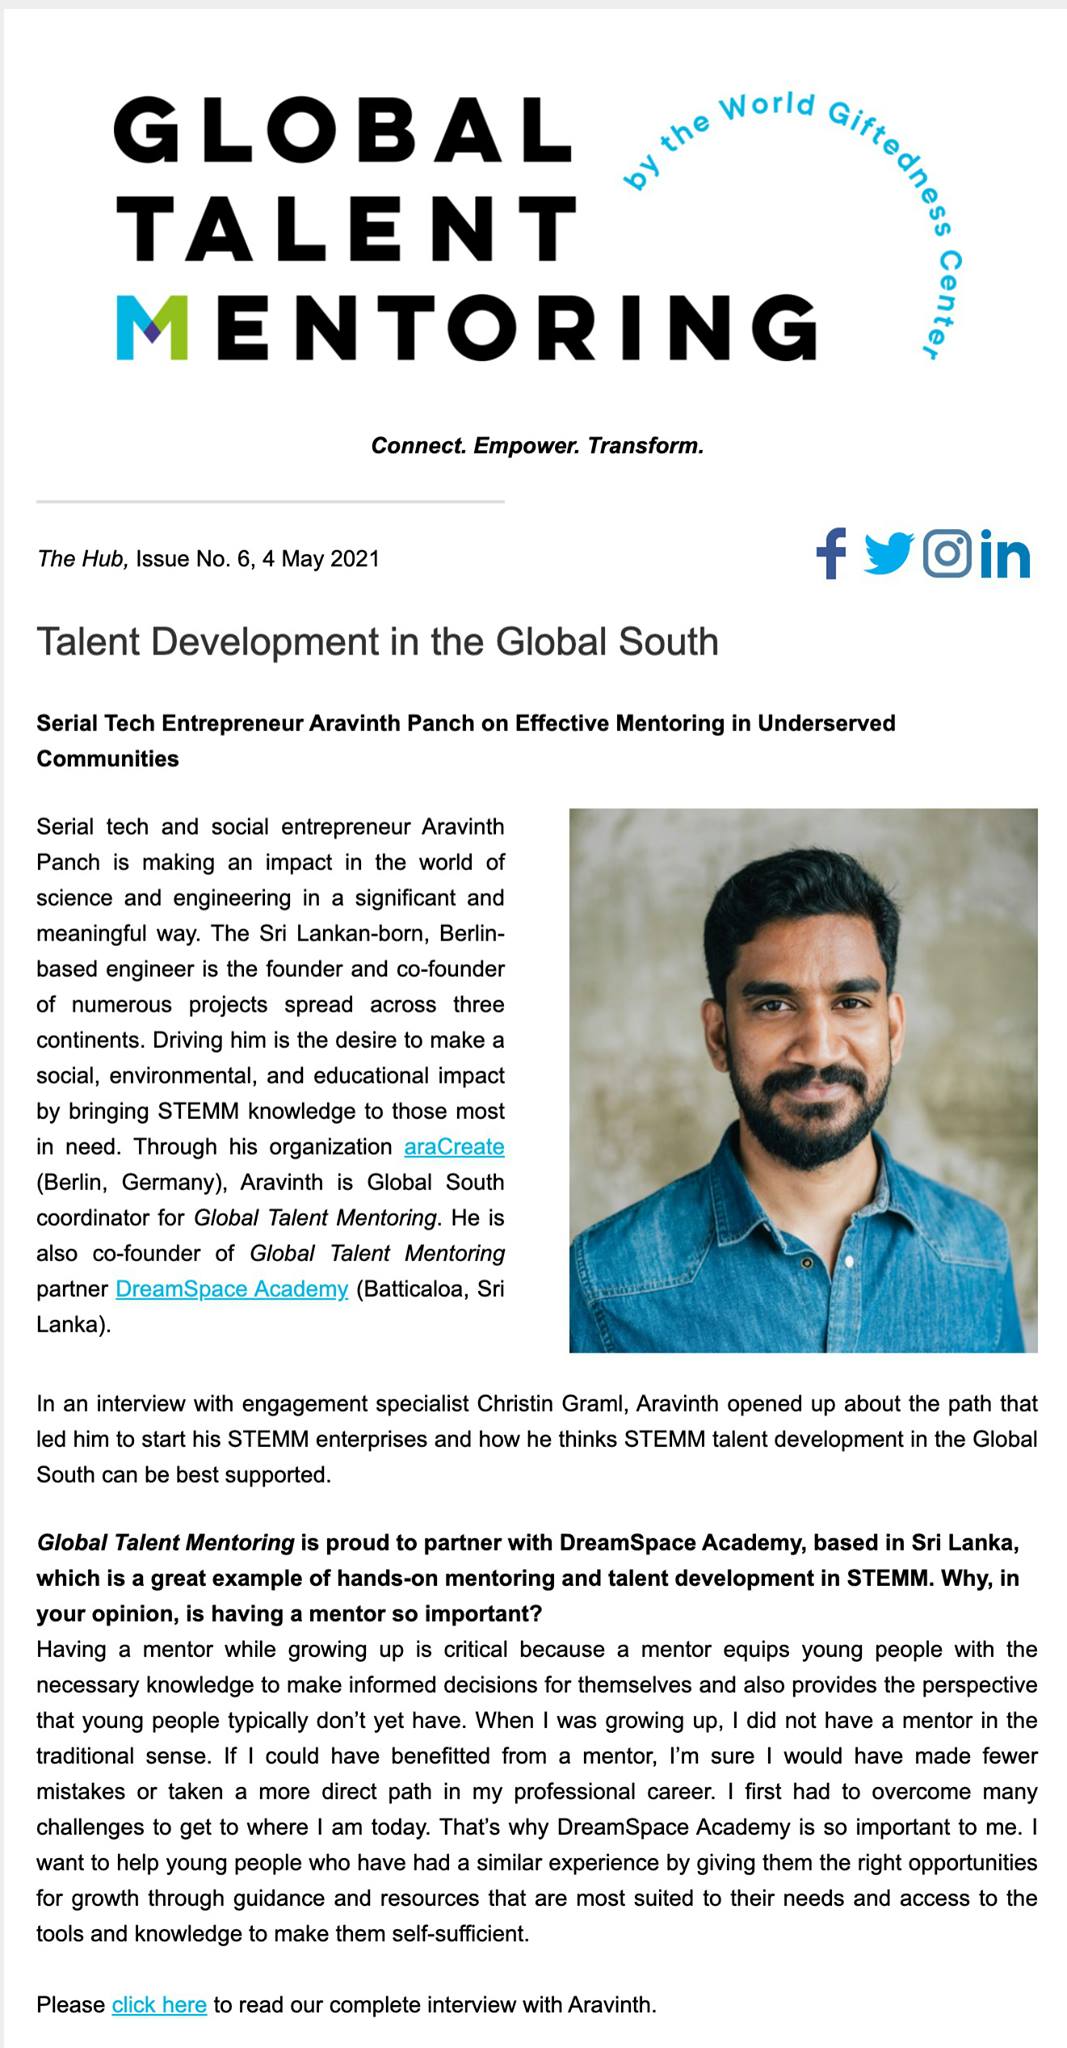 GLOBAL
TALENT
MENTORING
by the World Giftedness Center
Connect. Empower. Transform.
The Hub, Issue No. 6, 4 May 2021
Talent Development in the Global South
Serial Tech Entrepreneur Aravinth Panch on Effective Mentoring in Underserved
Communities
Serial tech and social entrepreneur Aravinth
Panch is making an impact in the world of
science and engineering in a significant and
meaningful way. The Sri Lankan-born, Berlin-
based engineer is the founder and co-founder
of numerous projects spread across three
continents. Driving him is the desire to make a
social, environmental, and educational impact
by bringing STEMM knowledge to those most
in need. Through his organization araCreate
(Berlin, Germany), Aravinth is Global South
coordinator for Global Talent Mentoring. He is
also co-founder of Global Talent Mentoring
partner DreamSpace Academy (Batticaloa, Sri
Lanka).
In an interview with engagement specialist Christin Graml, Aravinth opened up about the path that
led him to start his STEMM enterprises and how he thinks STEMM talent development in the Global
South can be best supported.
Global Talent Mentoring is proud to partner with DreamSpace Academy, based in Sri Lanka,
which is a great example of hands-on mentoring and talent development in STEMM. Why, in
your opinion, is having a mentor so important?
Having a mentor while growing up is critical because a mentor equips young people with the
necessary knowledge to make informed decisions for themselves and also provides the perspective
that young people typically don’t yet have. When I was growing up, I did not have a mentor in the
traditional sense. If I could have benefitted from a mentor, I’m sure I would have made fewer
mistakes or taken a more direct path in my professional career. I first had to overcome many
challenges to get to where I am today. That’s why DreamSpace Academy is so important to me. I
want to help young people who have had a similar experience by giving them the right opportunities
for growth through guidance and resources that are most suited to their needs and access to the
tools and knowledge to make them self-sufficient.
Please click here to read our complete interview with Aravinth.